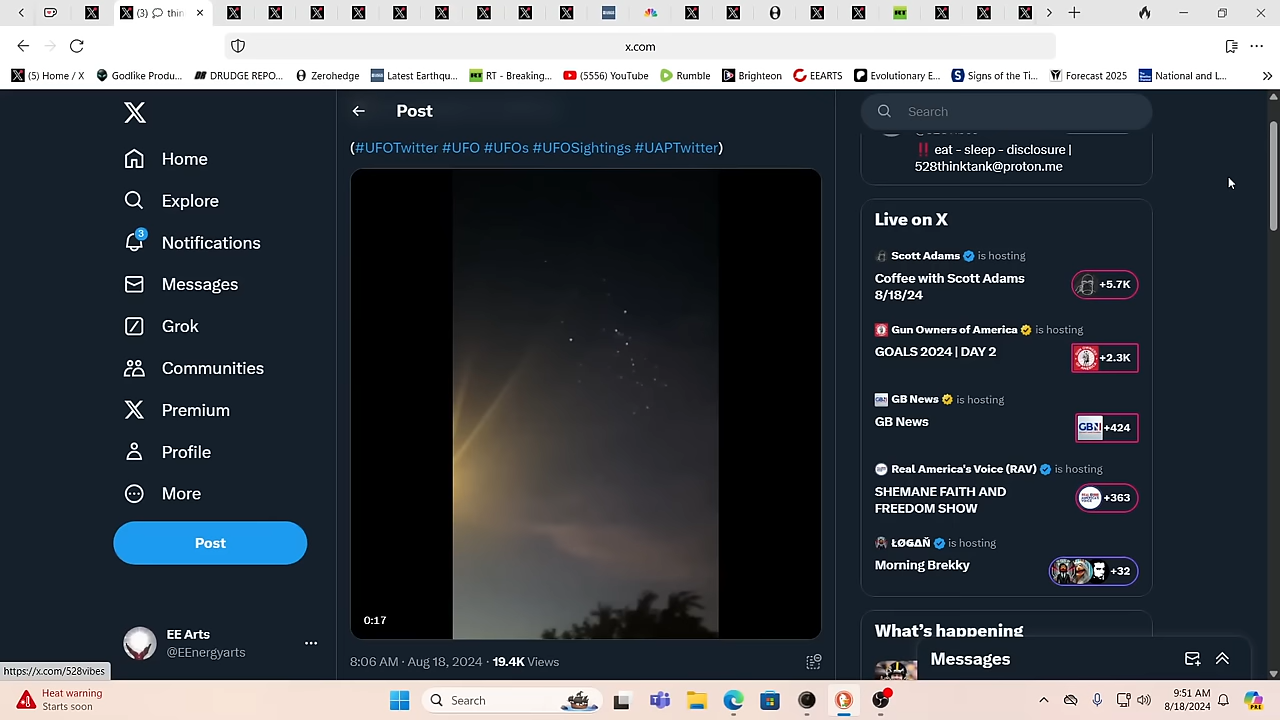 (3) 💬 thin
x.com
(5) Home / X
Godlike Produ...
DRUDGE REPO...
Zerohedge
Latest Earthqu...
RT - Breaking...
(5556) YouTube
Rumble
Brighteon
EEARTS
Evolutionary E...
Signs of the Ti...
Forecast 2025
National and L...
Home
Explore
3
Notifications
Messages
Grok
Communities
Premium
Profile
More
Post
EE Arts
@EEnergyarts
https://x.com/528vibes
Post
(#UFOTwitter #UFO #UFOs #UFOSightings #UAPTwitter)
0:17
8:06 AM · Aug 18, 2024 · 19.4K Views
Search
‼️ eat - sleep - disclosure |
528thinktank@proton.me
Live on X
Scott Adams is hosting
Coffee with Scott Adams
8/18/24
+5.7K
Gun Owners of America is hosting
GOALS 2024 | DAY 2
+2.3K
GB News is hosting
GB News
GBN
+424
Real America's Voice (RAV) is hosting
SHEMANE FAITH AND
FREEDOM SHOW
+363
ŁØGȺÑ is hosting
Morning Brekky
+32
What's happening
Messages
Heat warning
Starts soon
Search
9:51 AM
8/18/2024